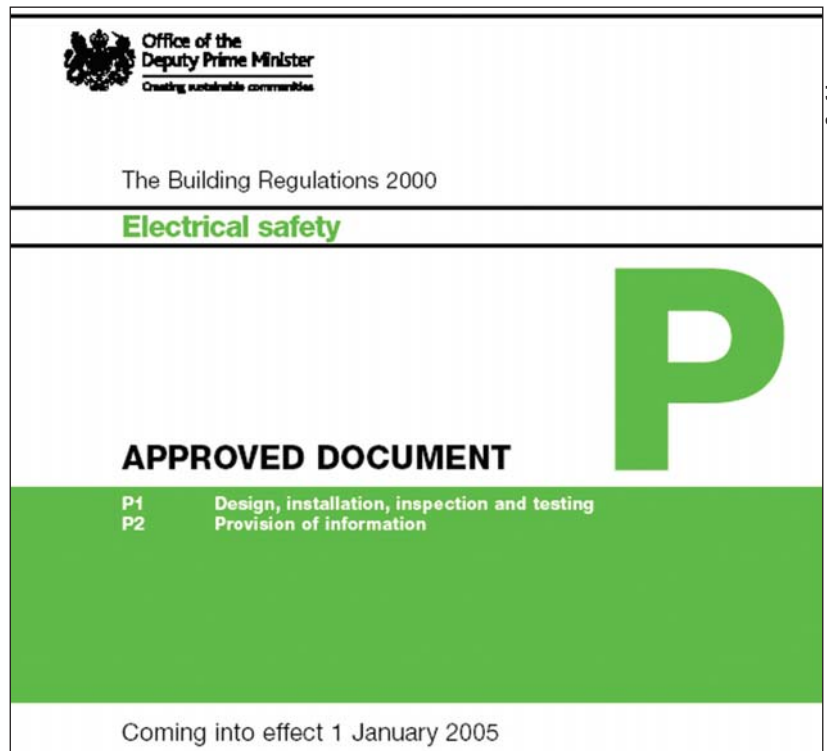 Office of the
Deputy Prime Minister
Creating sustainable communities
The Building Regulations 2000
Electrical safety
P
APPROVED DOCUMENT
P1 Design, installation, inspection and testing
P2 Provision of information
Coming into effect 1 January 2005